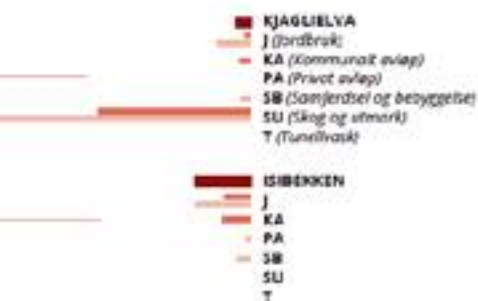 KJAGLIELVA
J (Jordbruk)
KA (Kommunalt avløp)
PA (Privat avløp)
SB (Samferdsel og bebyggelse)
SU (Skog og utmark)
T (Tunellvask)
ISIBEKKEN
J
KA
PA
SB
SU
T